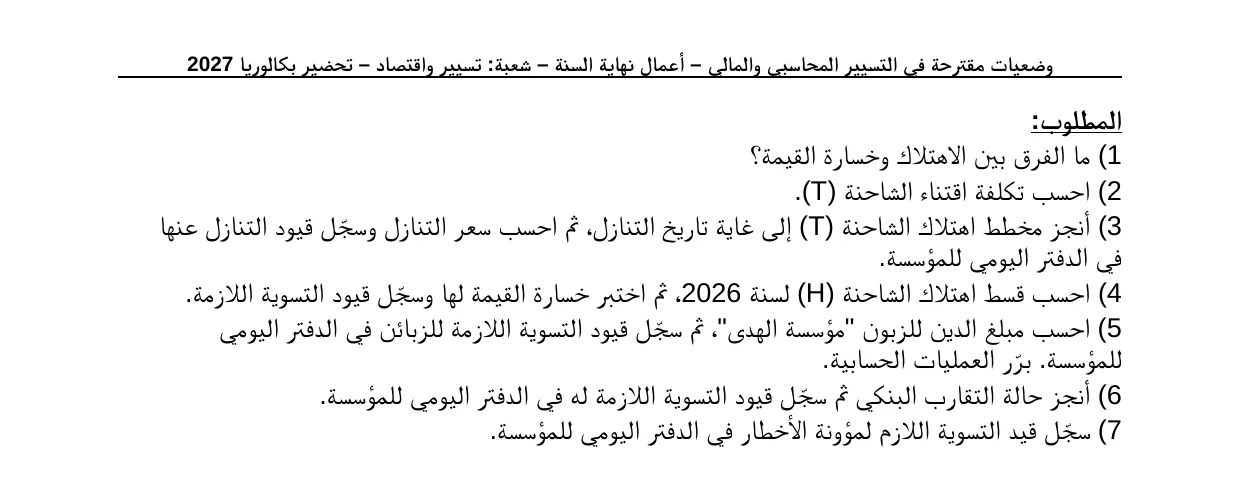 وضعيات مقترحة في التسيير المحاسبي والمالي – أعمال نهاية السنة – شعبة: تسيير واقتصاد – تحضير بكالوريا 2027
المطلوب:
1) ما الفرق بين الاهتلاك وخسارة القيمة؟
2) احسب تكلفة اقتناء الشاحنة (T).
3) أنجز مخطط اهتلاك الشاحنة (T) إلى غاية تاريخ التنازل، ثم احسب سعر التنازل وسجّل قيود التنازل عنها
في الدفتر اليومي للمؤسسة.
4) احسب قسط اهتلاك الشاحنة (H) لسنة 2026، ثم اختبر خسارة القيمة لها وسجّل قيود التسوية اللازمة.
5) احسب مبلغ الدين للزبون "مؤسسة الهدى"، ثم سجّل قيود التسوية اللازمة للزبائن في الدفتر اليومي
للمؤسسة. برّر العمليات الحسابية.
6) أنجز حالة التقارب البنكي ثم سجّل قيود التسوية اللازمة له في الدفتر اليومي للمؤسسة.
7) سجّل قيد التسوية اللازم لمؤونة الأخطار في الدفتر اليومي للمؤسسة.